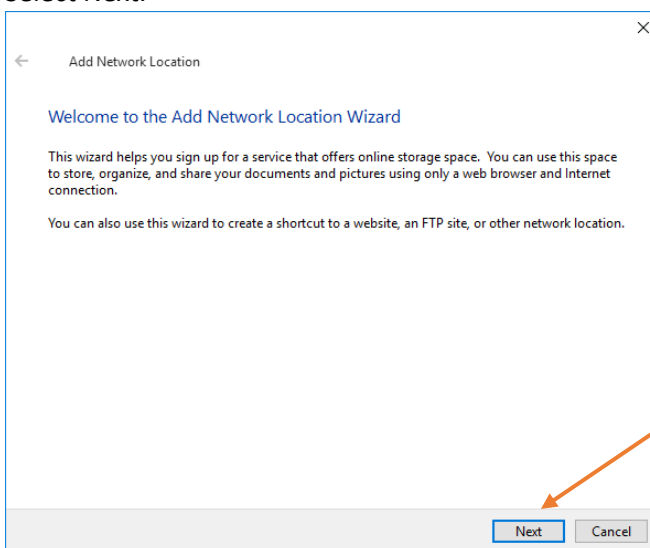 Select Next.
Add Network Location
Welcome to the Add Network Location Wizard
This wizard helps you sign up for a service that offers online storage space.  You can use this space
to store, organize, and share your documents and pictures using only a web browser and Internet
connection.
You can also use this wizard to create a shortcut to a website, an FTP site, or other network location.
Next
Cancel